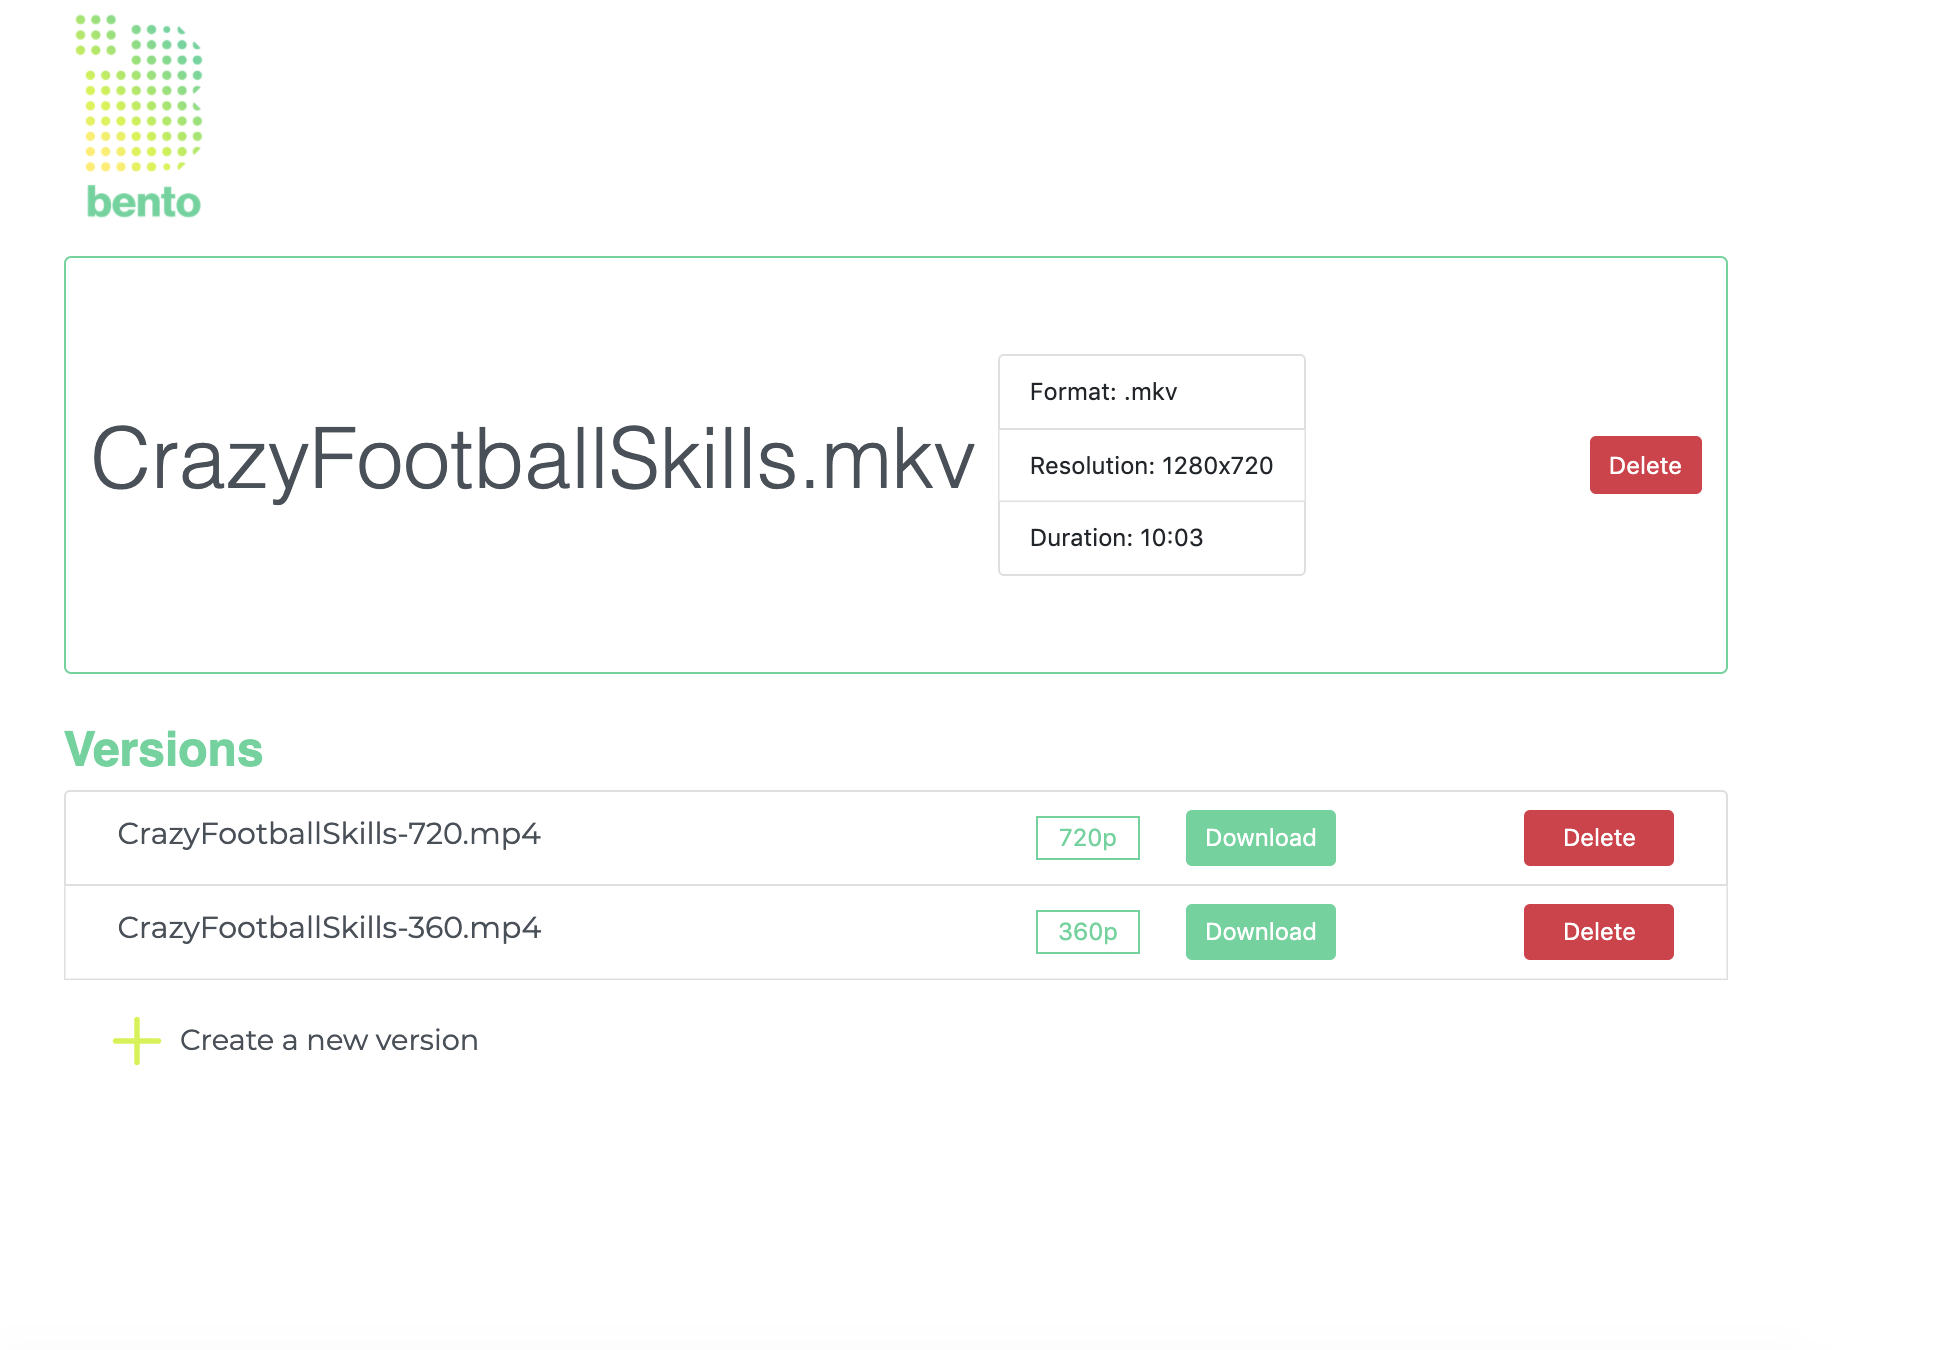 bento
CrazyFootballSkills.mkv
Format: .mkv
Resolution: 1280x720
Duration: 10:03
Delete
Versions
CrazyFootballSkills-720.mp4 720p Download Delete
CrazyFootballSkills-360.mp4 360p Download Delete
Create a new version